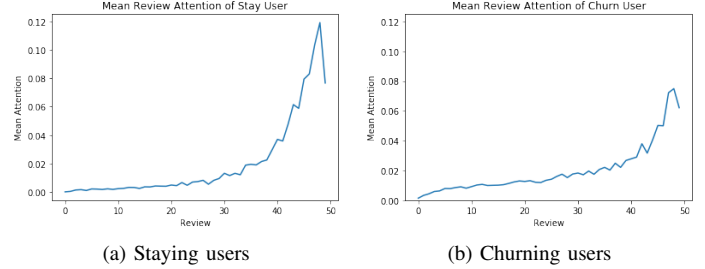 Mean Review Attention of Stay User
0.12
0.10
0.08
0.06
0.04
0.02
0.00
Mean Attention
0 10 20 30 40 50
Review
(a) Staying users
Mean Review Attention of Churn User
0.12
0.10
0.08
0.06
0.04
0.02
0.00
Mean Attention
0 10 20 30 40 50
Review
(b) Churning users